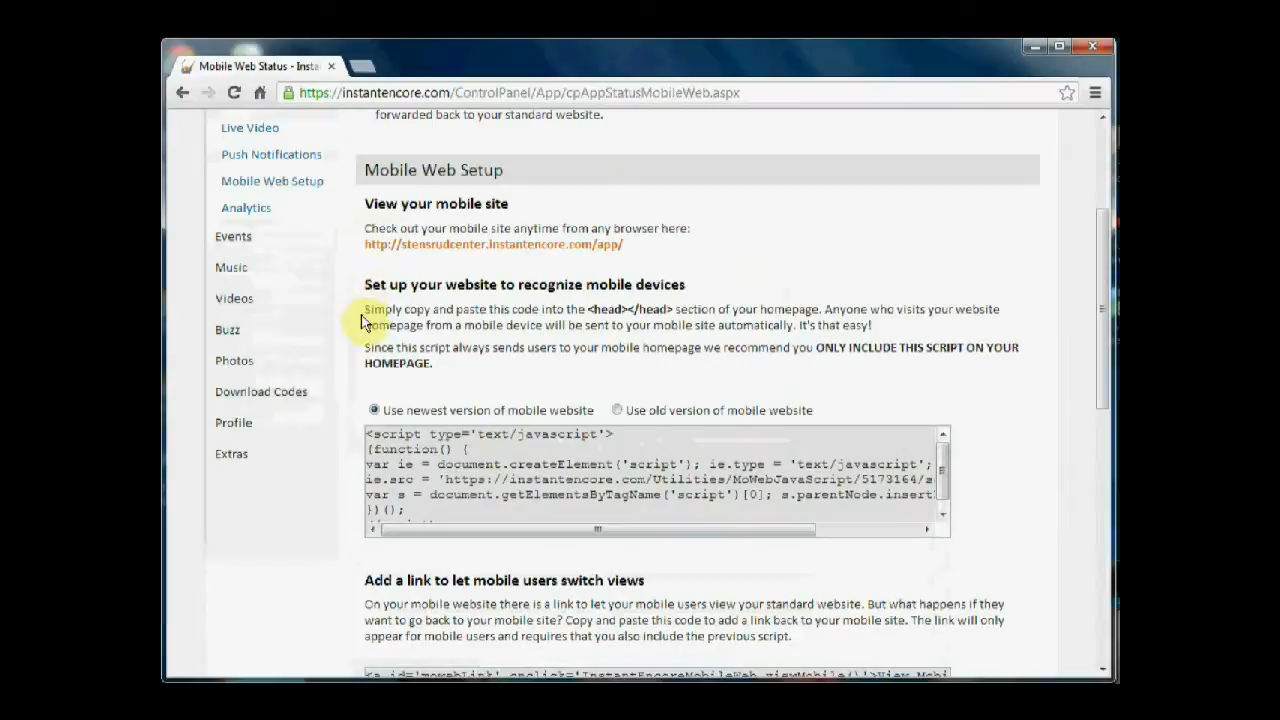 Mobile Web Status - Insta
https://instantencore.com/ControlPanel/App/cpAppStatusMobileWeb.aspx
forwarded back to your standard website.
Live Video
Push Notifications
Mobile Web Setup
Analytics
Events
Music
Videos
Buzz
Photos
Download Codes
Profile
Extras
Mobile Web Setup
View your mobile site
Check out your mobile site anytime from any browser here:
http://stensrudcenter.instantencore.com/app/
Set up your website to recognize mobile devices
Simply copy and paste this code into the <head></head> section of your homepage. Anyone who visits your website
homepage from a mobile device will be sent to your mobile site automatically. It's that easy!
Since this script always sends users to your mobile homepage we recommend you ONLY INCLUDE THIS SCRIPT ON YOUR
HOMEPAGE.
Use newest version of mobile website Use old version of mobile website
<script type='text/javascript'>
(function() {
var ie = document.createElement('script'); ie.type = 'text/javascript';
ie.src = 'https://instantencore.com/Utilities/MoWebJavaScript/5173164/
var s = document.getElementsByTagName('script')[0]; s.parentNode.insert
})();
Add a link to let mobile users switch views
On your mobile website there is a link to let your mobile users view your standard website. But what happens if they
want to go back to your mobile site? Copy and paste this code to add a link back to your mobile site. The link will only
appear for mobile users and requires that you also include the previous script.
<a id='mowebLink' onclick='InstantEncoreMobileWeb.viewMobile()'>View Mobi